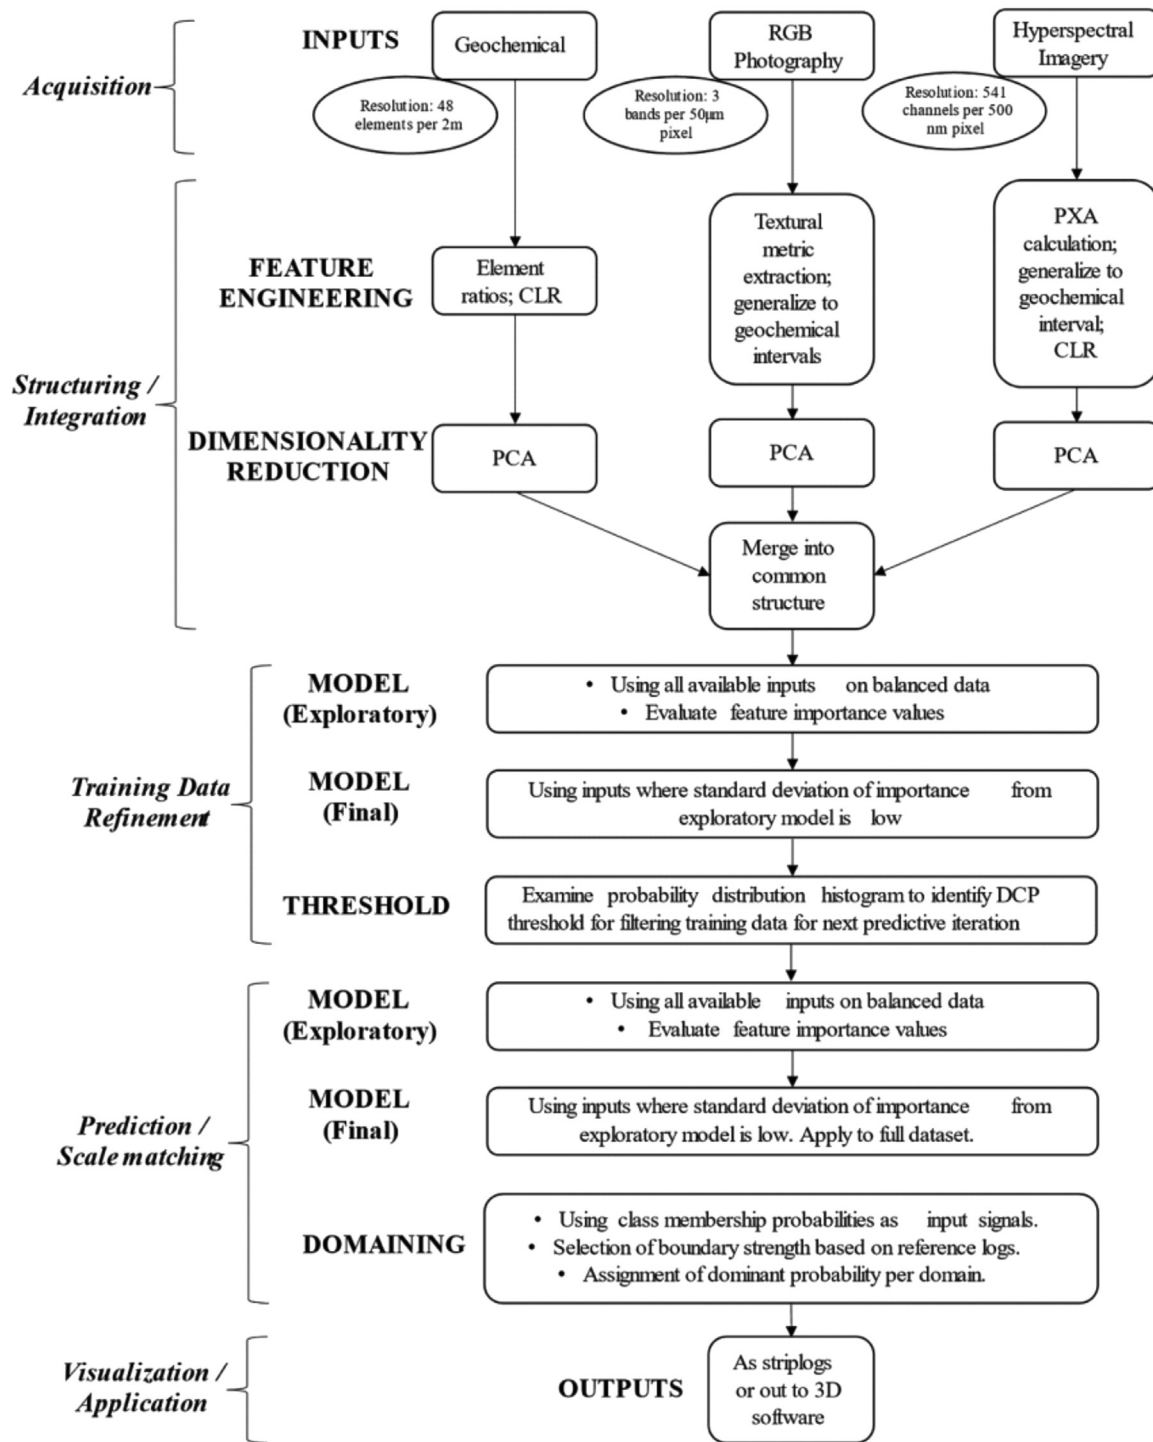 INPUTS
Geochemical
RGB
Photography
Hyperspectral
Imagery
Acquisition
Resolution: 48
elements per 2m
Resolution: 3
bands per 50μm
pixel
Resolution: 541
channels per 500
nm pixel
FEATURE
ENGINEERING
Element
ratios; CLR
Textural
metric
extraction;
generalize to
geochemical
intervals
PXA
calculation;
generalize to
geochemical
interval;
CLR
Structuring /
Integration
DIMENSIONALITY
REDUCTION
PCA
PCA
PCA
Merge into
common
structure
MODEL
(Exploratory)
• Using all available inputs on balanced data
• Evaluate feature importance values
Training Data
Refinement
MODEL
(Final)
Using inputs where standard deviation of importance from
exploratory model is low
THRESHOLD
Examine probability distribution histogram to identify DCP
threshold for filtering training data for next predictive iteration
MODEL
(Exploratory)
• Using all available inputs on balanced data
• Evaluate feature importance values
Prediction /
Scale matching
MODEL
(Final)
Using inputs where standard deviation of importance from
exploratory model is low. Apply to full dataset.
DOMAINING
• Using class membership probabilities as input signals.
• Selection of boundary strength based on reference logs.
• Assignment of dominant probability per domain.
Visualization /
Application
OUTPUTS
As striplogs
or out to 3D
software